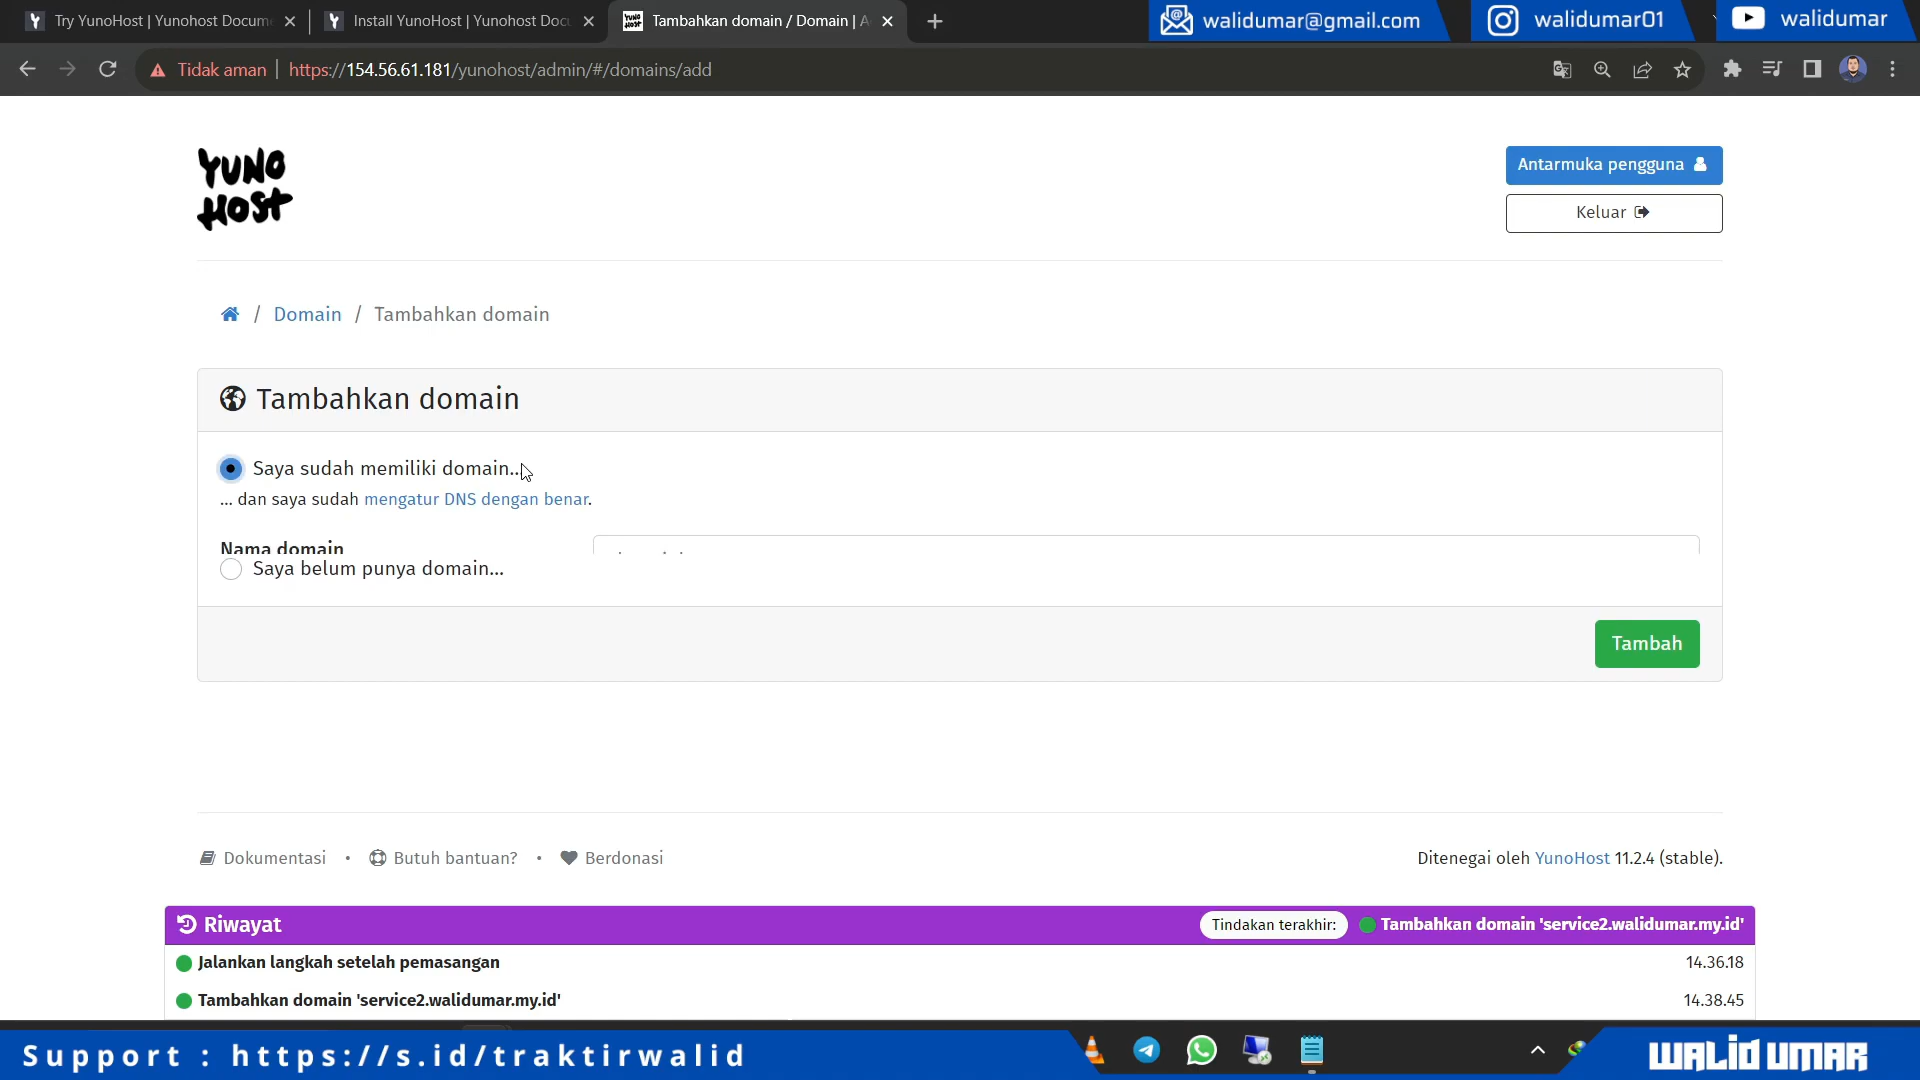 Try YunoHost | Yunohost Docum
Install YunoHost | Yunohost Docu
Tambahkan domain / Domain | A
walidumar@gmail.com
walidumar01
walidumar
Tidak aman
https://154.56.61.181/yunohost/admin/#/domains/add
YUNO
HOST
Antarmuka pengguna
Keluar
/ Domain / Tambahkan domain
Tambahkan domain
Saya sudah memiliki domain...
... dan saya sudah mengatur DNS dengan benar.
Nama domain
Saya belum punya domain...
Tambah
Dokumentasi • Butuh bantuan? • Berdonasi
Ditenegai oleh YunoHost 11.2.4 (stable).
Riwayat
Tindakan terakhir: Tambahkan domain 'service2.walidumar.my.id'
Jalankan langkah setelah pemasangan 14.36.18
Tambahkan domain 'service2.walidumar.my.id' 14.38.45
Support : https://s.id/traktirwalid
WALID UMAR